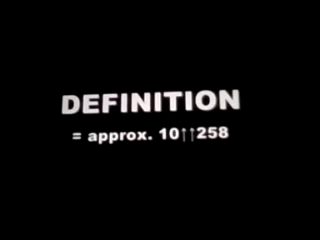 DEFINITION
= approx. 10↑↑258